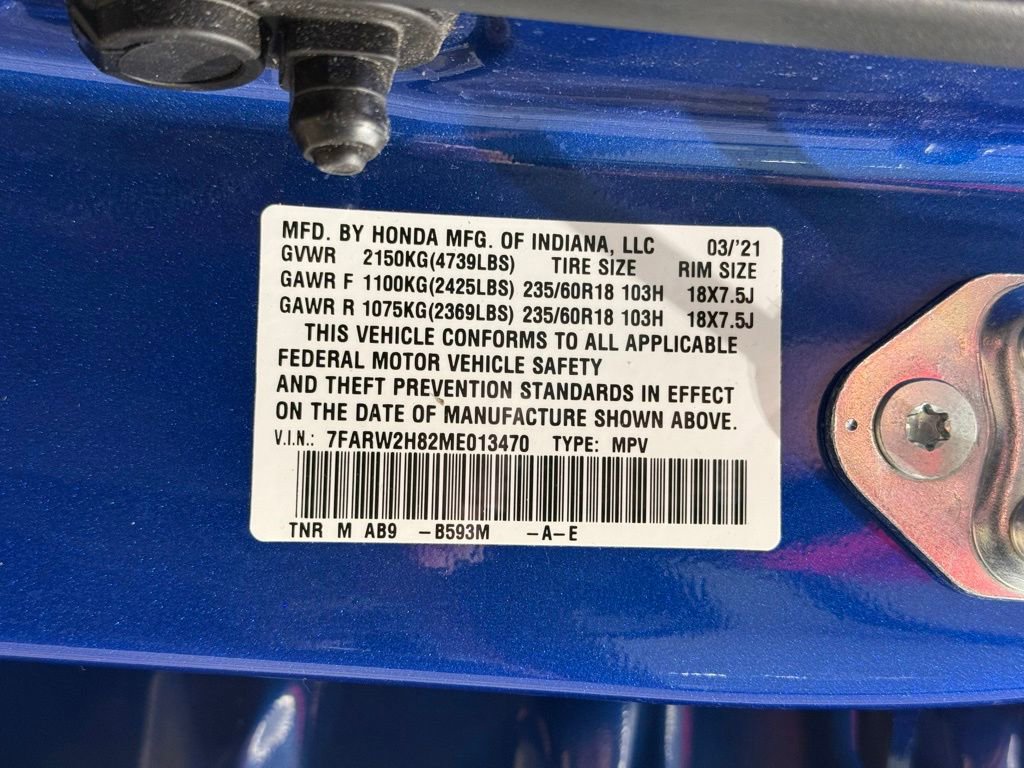 MFD. BY HONDA MFG. OF INDIANA, LLC 03/'21
GVWR 2150KG(4739LBS) TIRE SIZE RIM SIZE
GAWR F 1100KG(2425LBS) 235/60R18 103H 18X7.5J
GAWR R 1075KG(2369LBS) 235/60R18 103H 18X7.5J
THIS VEHICLE CONFORMS TO ALL APPLICABLE
FEDERAL MOTOR VEHICLE SAFETY
AND THEFT PREVENTION STANDARDS IN EFFECT
ON THE DATE OF MANUFACTURE SHOWN ABOVE.
V.I.N.: 7FARW2H82ME013470 TYPE: MPV
TNR M AB9 -B593M -A-E